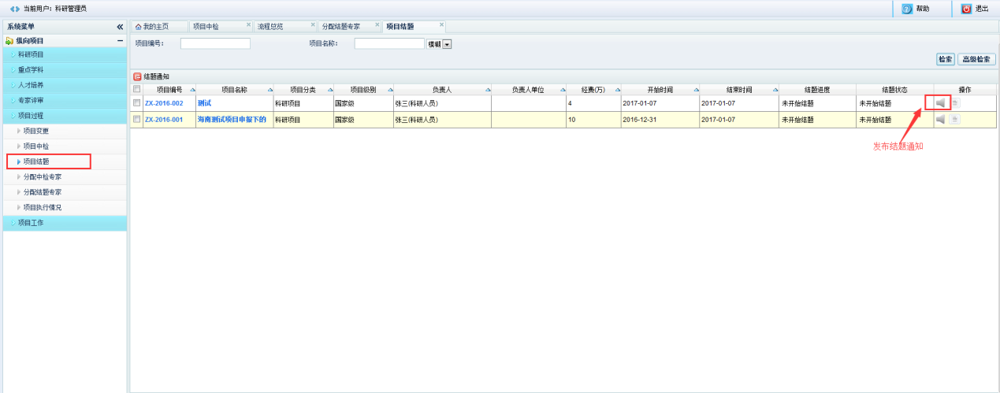 当前用户: 科研管理员
帮助
退出
系统菜单
纵向项目
科研项目
重点学科
人才培养
专家评审
项目过程
项目变更
项目中检
项目结题
分配中检专家
分配结题专家
项目执行情况
项目工作
我的主页 项目中检 流程总览 分配结题专家 项目结题
项目编号: 项目名称: 模糊
检索 高级检索
结题通知
项目编号 项目名称 项目分类 项目级别 负责人 负责人单位 经费(万) 开始时间 结束时间 结题进度 结题状态 操作
ZX-2016-002 测试 科研项目 国家级 张三(科研人员) 4 2017-01-07 2017-01-07 未开始结题 未开始结题
ZX-2016-001 海南测试项目申报下的 科研项目 国家级 张三(科研人员) 10 2016-12-31 2017-01-07 未开始结题 未开始结题
发布结题通知